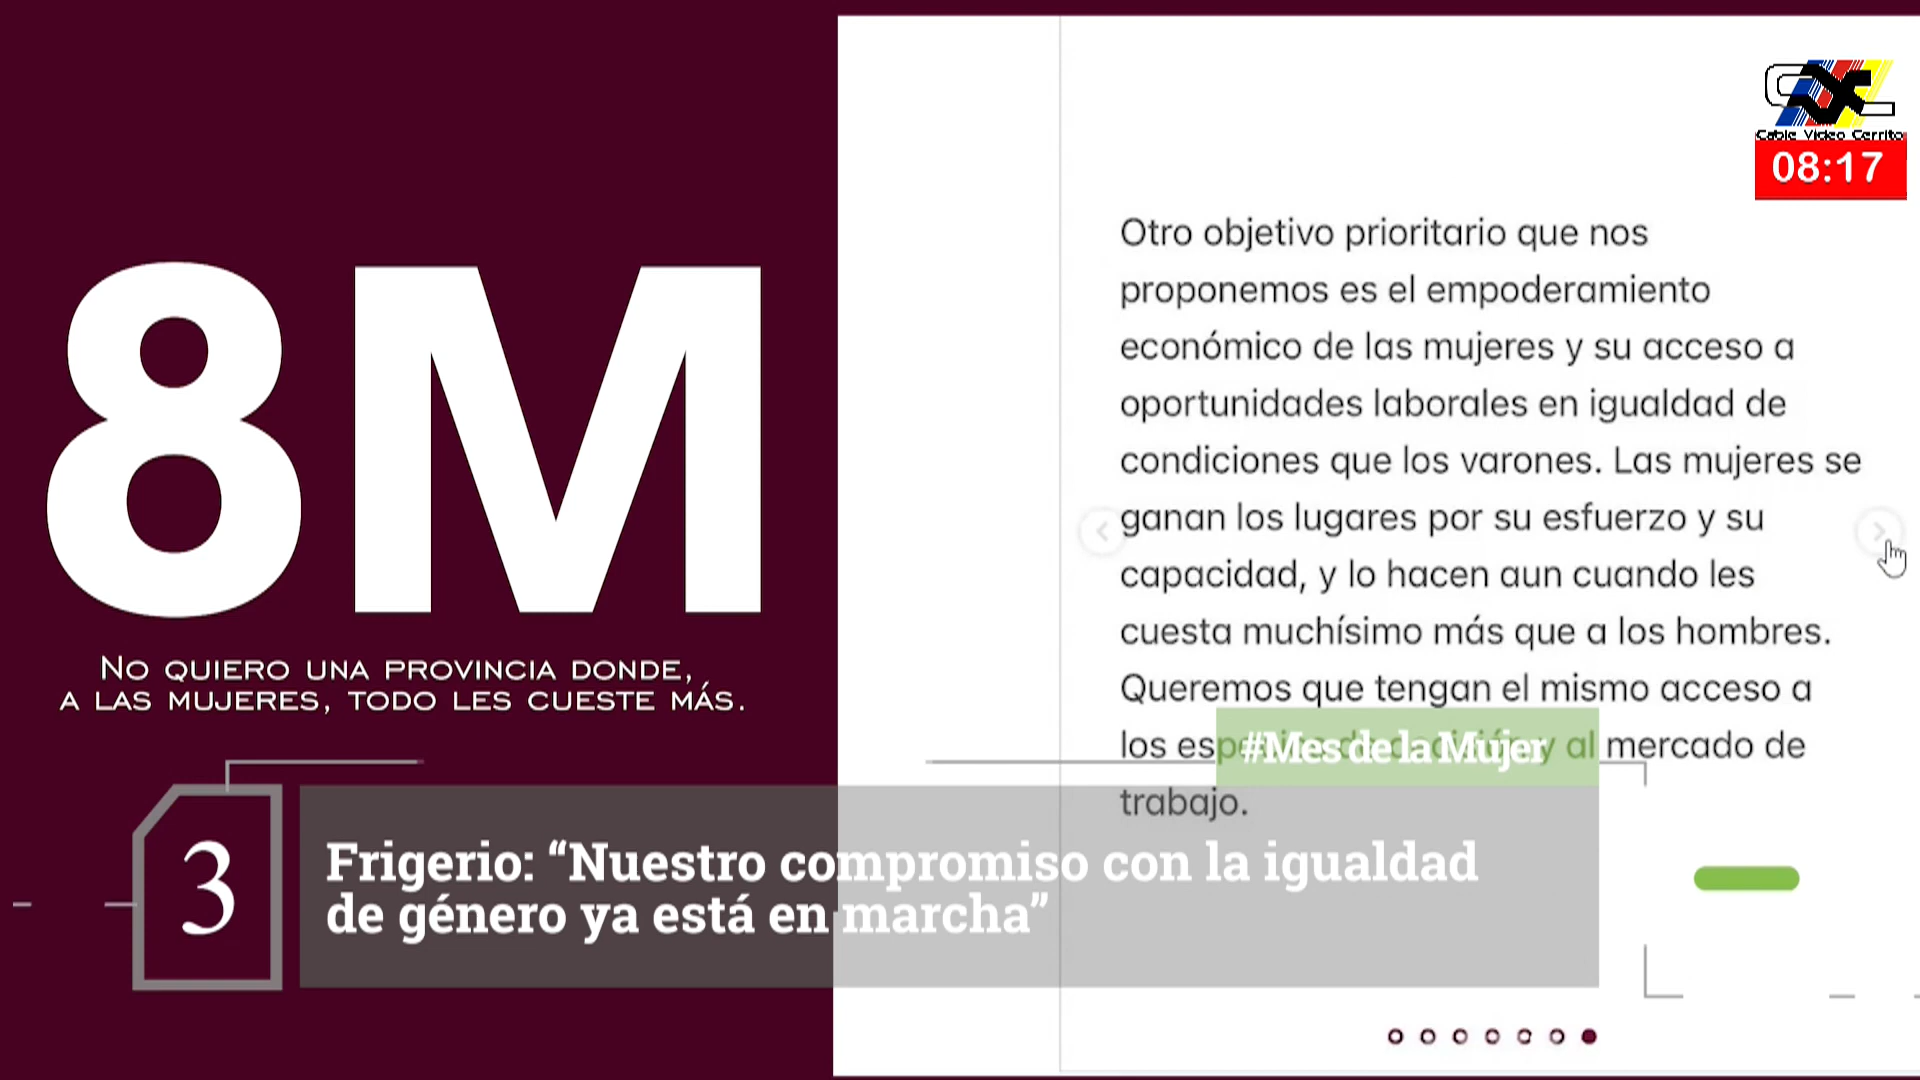 8M
No quiero una provincia donde,
a las mujeres, todo les cueste más.
Cable Video Cerrito
08:17
Otro objetivo prioritario que nos
proponemos es el empoderamiento
económico de las mujeres y su acceso a
oportunidades laborales en igualdad de
condiciones que los varones. Las mujeres se
ganan los lugares por su esfuerzo y su
capacidad, y lo hacen aun cuando les
cuesta muchísimo más que a los hombres.
Queremos que tengan el mismo acceso a
los espacios de decisión y al mercado de
trabajo.
#Mes de la Mujer
3
Frigerio: “Nuestro compromiso con la igualdad
de género ya está en marcha”